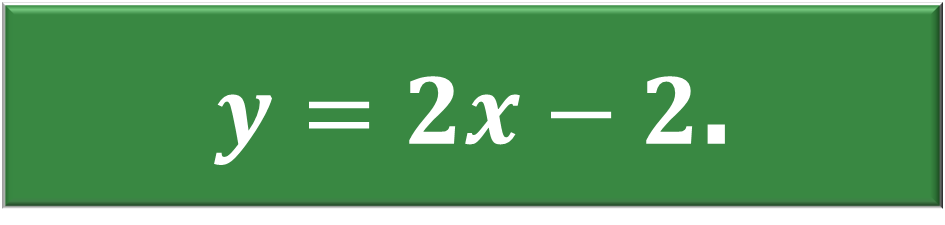 y = 2x − 2.